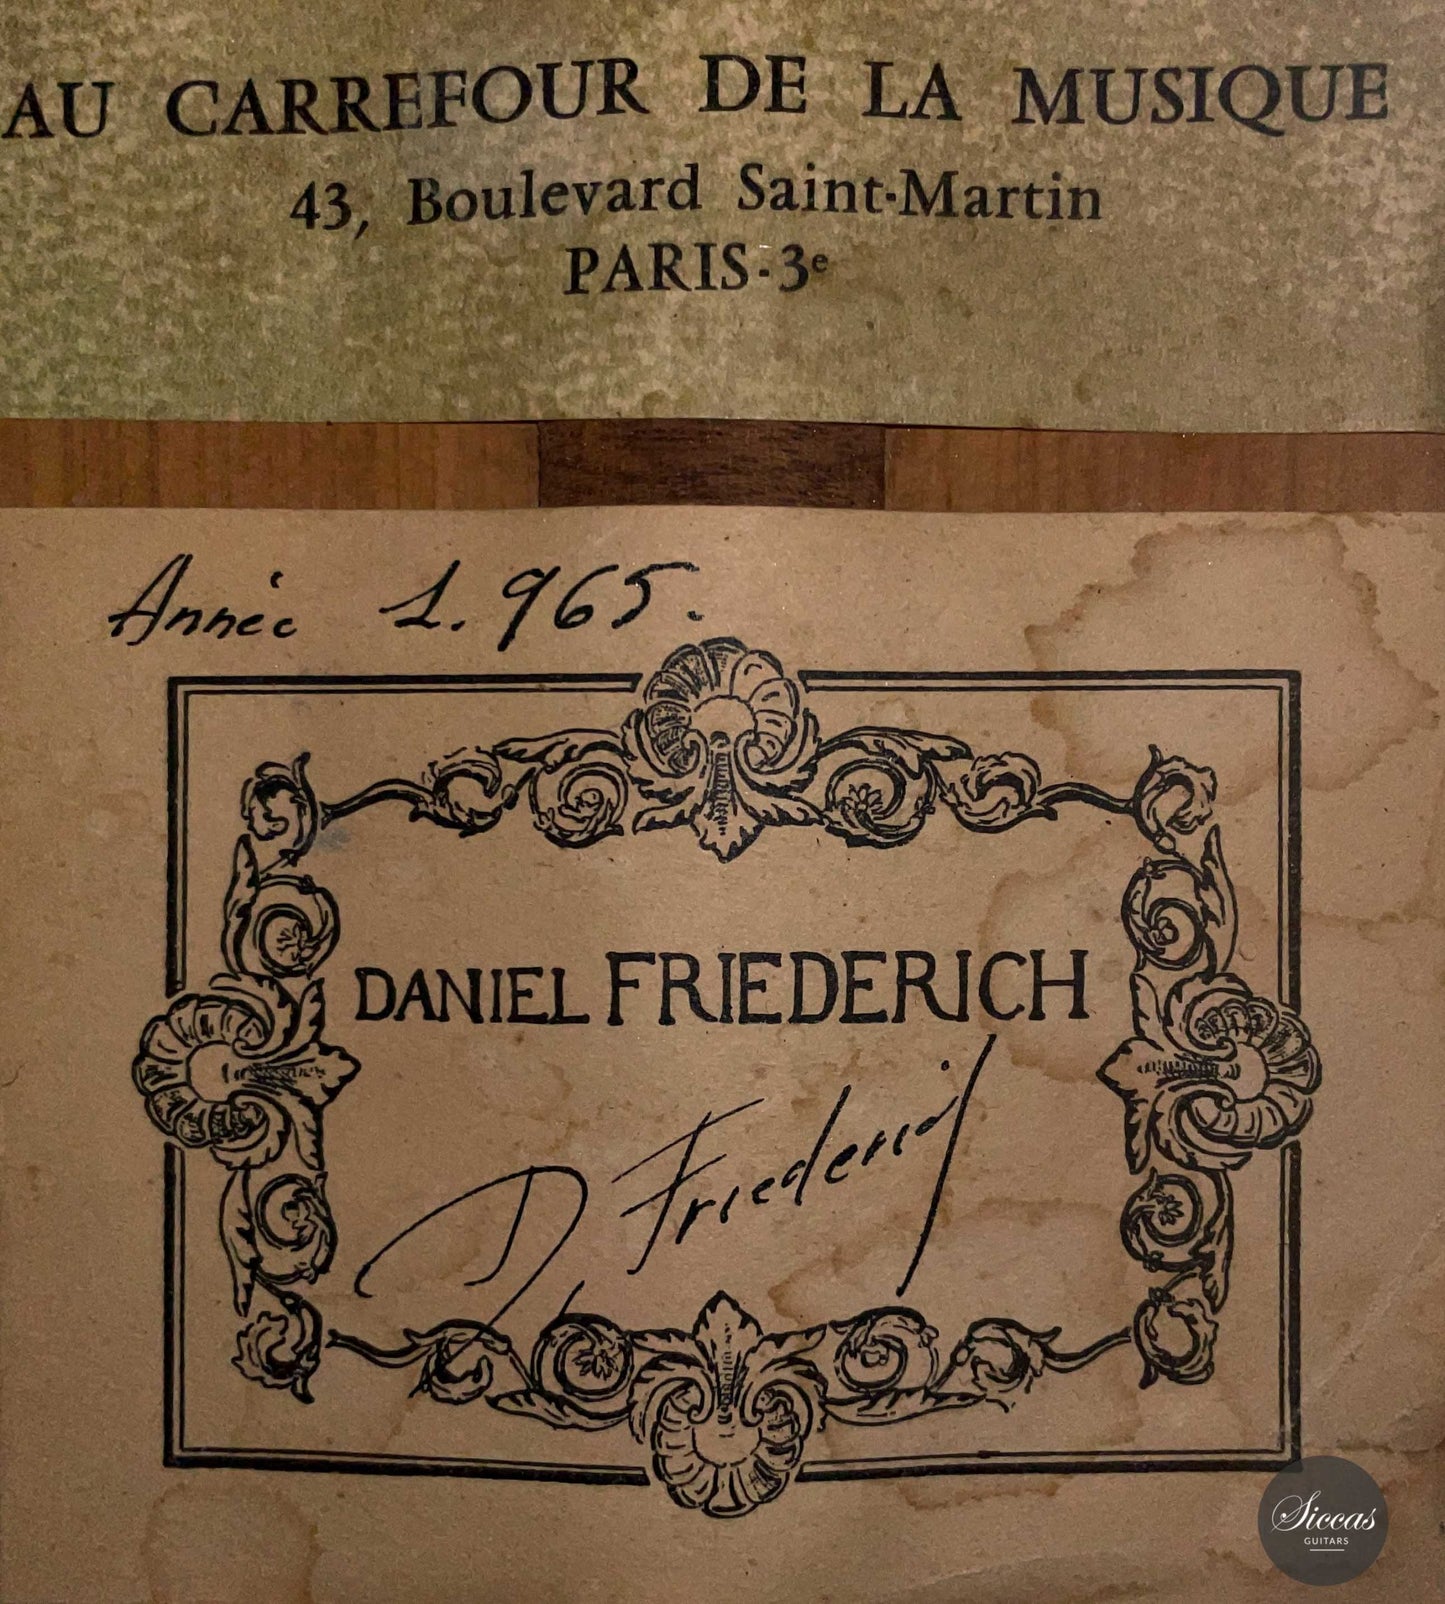 AU CARREFOUR DE LA MUSIQUE
43, Boulevard Saint-Martin
PARIS-3e
Année 1.965.
DANIEL FRIEDERICH
D Friederich
Siccas
GUITARS